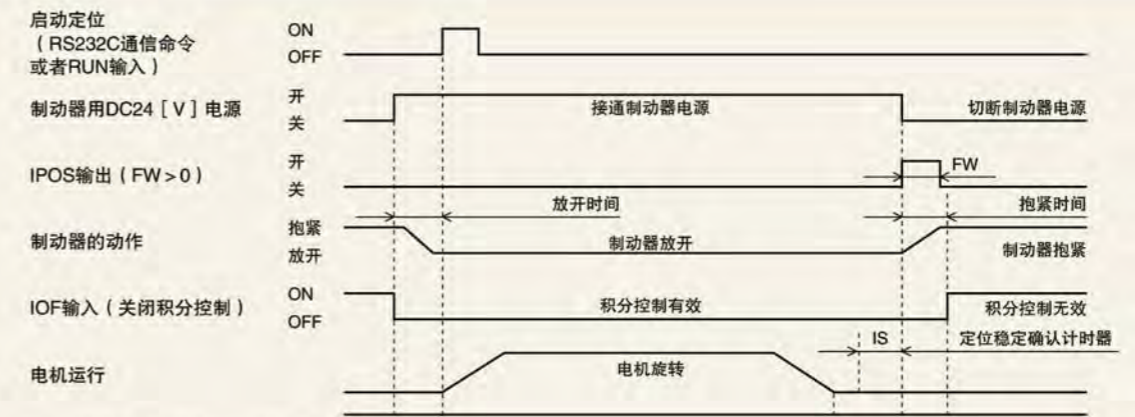 启动定位
（RS232C通信命令
或者RUN输入）
ON
OFF
制动器用DC24［V］电源
开
关
接通制动器电源
切断制动器电源
IPOS输出（FW>0）
开
关
FW
放开时间
抱紧时间
制动器的动作
抱紧
放开
制动器放开
制动器抱紧
IOF输入（关闭积分控制）
ON
OFF
积分控制有效
积分控制无效
IS
定位稳定确认计时器
电机运行
电机旋转